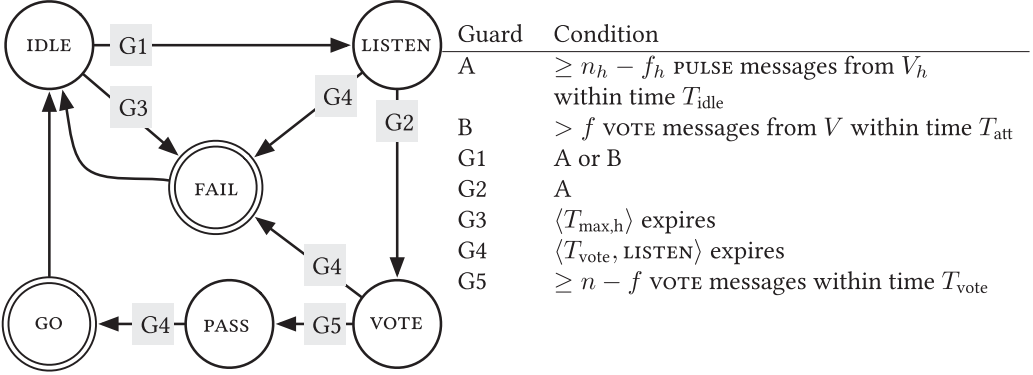 IDLE
G1
LISTEN
G3
G4
G2
FAIL
G4
GO
G4
PASS
G5
VOTE
Guard Condition
A ≥ n_h − f_h PULSE messages from V_h
within time T_idle
B > f VOTE messages from V within time T_att
G1 A or B
G2 A
G3 ⟨T_max,h⟩ expires
G4 ⟨T_vote, LISTEN⟩ expires
G5 ≥ n − f VOTE messages within time T_vote